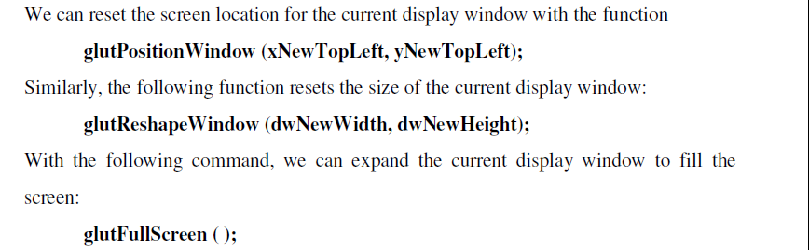 We can reset the screen location for the current display window with the function
glutPositionWindow (xNewTopLeft, yNewTopLeft);
Similarly, the following function resets the size of the current display window:
glutReshapeWindow (dwNewWidth, dwNewHeight);
With the following command, we can expand the current display window to fill the
screen:
glutFullScreen ( );